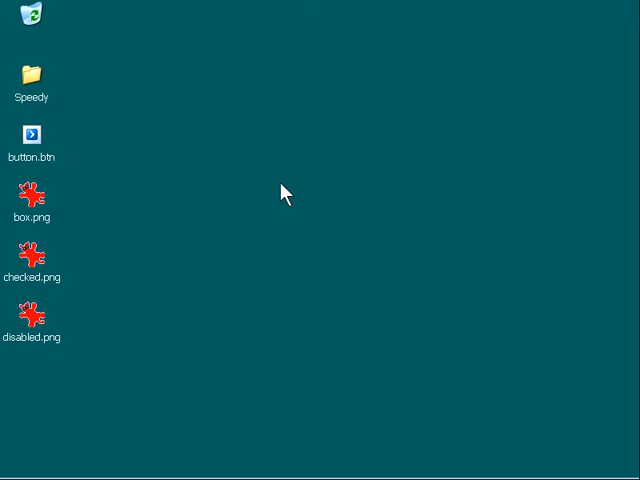 Speedy
button.btn
box.png
checked.png
disabled.png